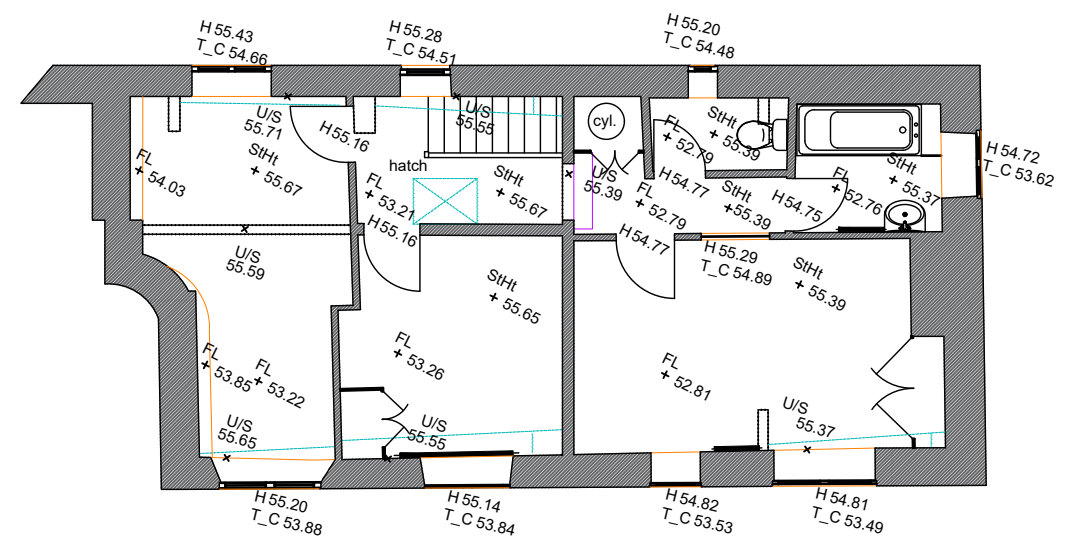 H 55.43
T_C 54.66
H 55.28
T_C 54.51
H 55.20
T_C 54.48
U/S
55.71
H 55.16
U/S
55.55
cyl.
FL
52.79
StHt
55.39
H 54.72
T_C 53.62
FL
54.03
StHt
55.67
hatch
FL
53.21
StHt
55.67
U/S
55.39
FL
52.79
H 54.77
StHt
55.39
H 54.75
FL
52.76
StHt
55.37
H 55.16
H 54.77
U/S
55.59
H 55.29
T_C 54.89
StHt
55.65
StHt
55.39
FL
53.85
FL
53.22
FL
53.26
FL
52.81
U/S
55.65
U/S
55.55
U/S
55.37
H 55.20
T_C 53.88
H 55.14
T_C 53.84
H 54.82
T_C 53.53
H 54.81
T_C 53.49